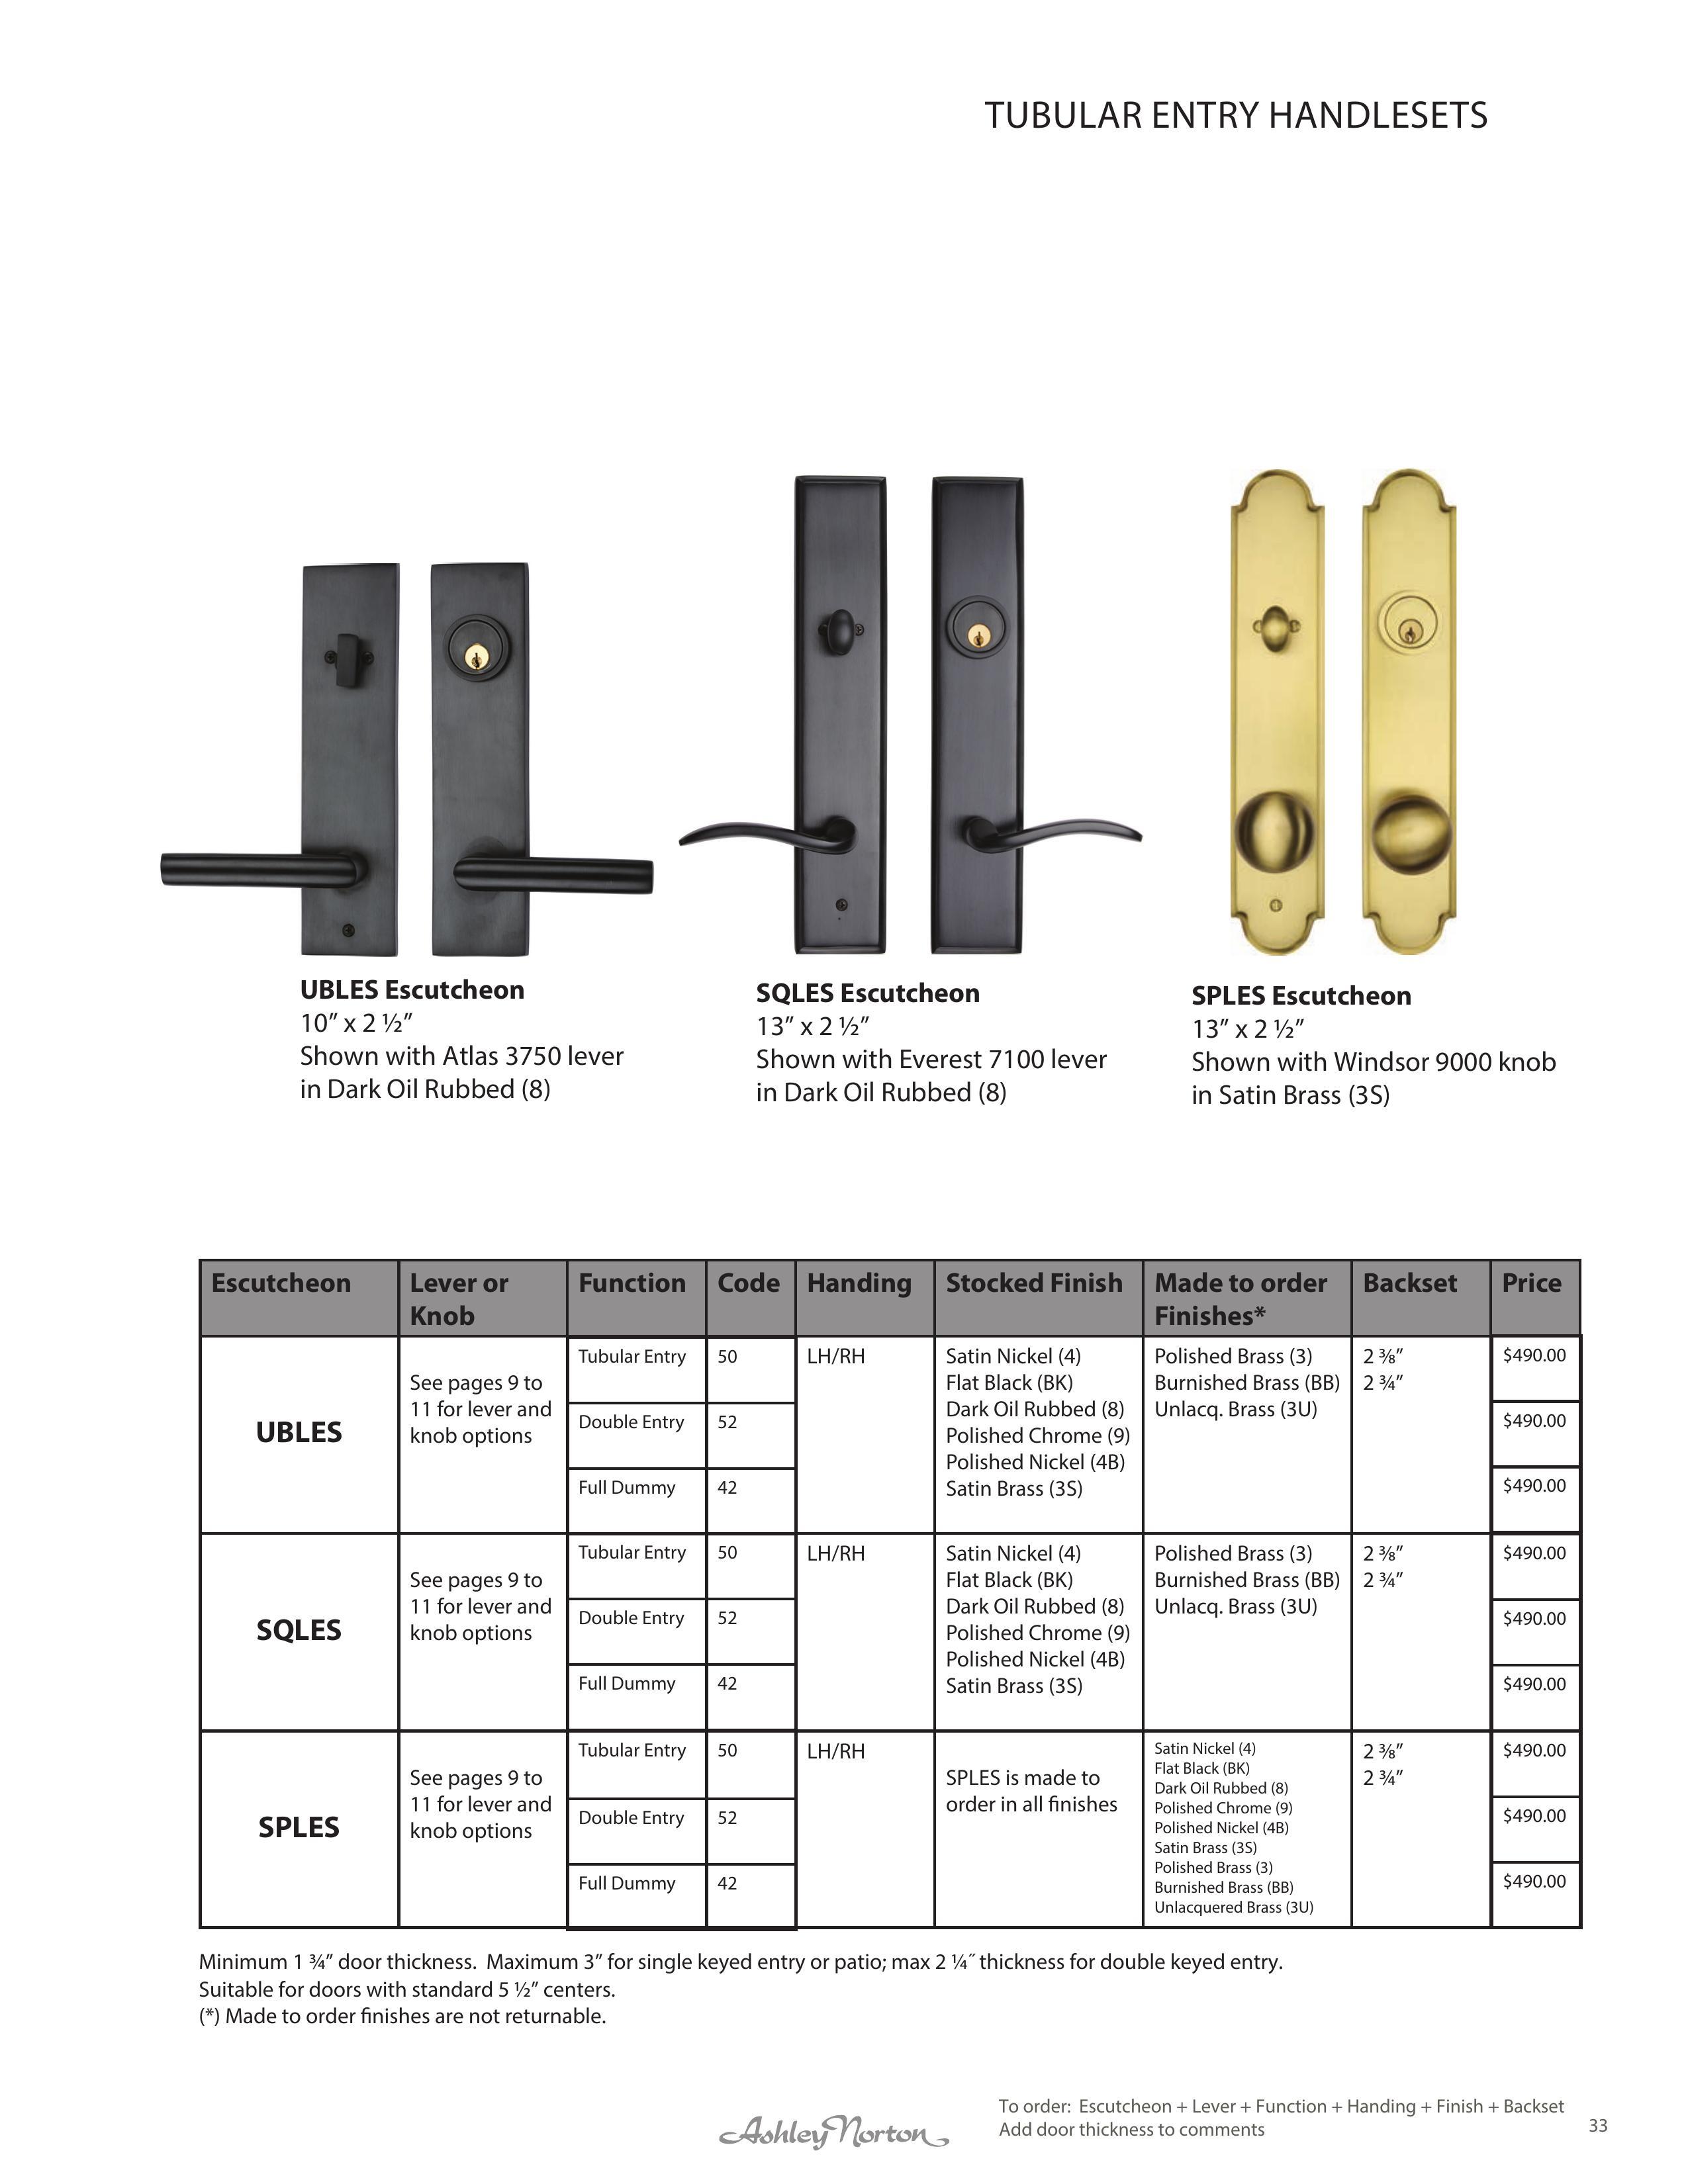 TUBULAR ENTRY HANDLESETS
UBLES Escutcheon
10” x 2 ½”
Shown with Atlas 3750 lever
in Dark Oil Rubbed (8)
SQLES Escutcheon
13” x 2 ½”
Shown with Everest 7100 lever
in Dark Oil Rubbed (8)
SPLES Escutcheon
13” x 2 ½”
Shown with Windsor 9000 knob
in Satin Brass (3S)
Escutcheon
Lever or
Knob
Function
Code
Handing
Stocked Finish
Made to order
Finishes*
Backset
Price
UBLES
See pages 9 to
11 for lever and
knob options
Tubular Entry
50
Double Entry
52
Full Dummy
42
LH/RH
Satin Nickel (4)
Flat Black (BK)
Dark Oil Rubbed (8)
Polished Chrome (9)
Polished Nickel (4B)
Satin Brass (3S)
Polished Brass (3)
Burnished Brass (BB)
Unlacq. Brass (3U)
2 ⅜”
2 ¾”
$490.00
$490.00
$490.00
SQLES
See pages 9 to
11 for lever and
knob options
Tubular Entry
50
Double Entry
52
Full Dummy
42
LH/RH
Satin Nickel (4)
Flat Black (BK)
Dark Oil Rubbed (8)
Polished Chrome (9)
Polished Nickel (4B)
Satin Brass (3S)
Polished Brass (3)
Burnished Brass (BB)
Unlacq. Brass (3U)
2 ⅜”
2 ¾”
$490.00
$490.00
$490.00
SPLES
See pages 9 to
11 for lever and
knob options
Tubular Entry
50
Double Entry
52
Full Dummy
42
LH/RH
SPLES is made to
order in all finishes
Satin Nickel (4)
Flat Black (BK)
Dark Oil Rubbed (8)
Polished Chrome (9)
Polished Nickel (4B)
Satin Brass (3S)
Polished Brass (3)
Burnished Brass (BB)
Unlacquered Brass (3U)
2 ⅜”
2 ¾”
$490.00
$490.00
$490.00
Minimum 1 ¾” door thickness. Maximum 3” for single keyed entry or patio; max 2 ¼˝ thickness for double keyed entry.
Suitable for doors with standard 5 ½” centers.
(*) Made to order finishes are not returnable.
Ashley Norton
To order: Escutcheon + Lever + Function + Handing + Finish + Backset
Add door thickness to comments
33